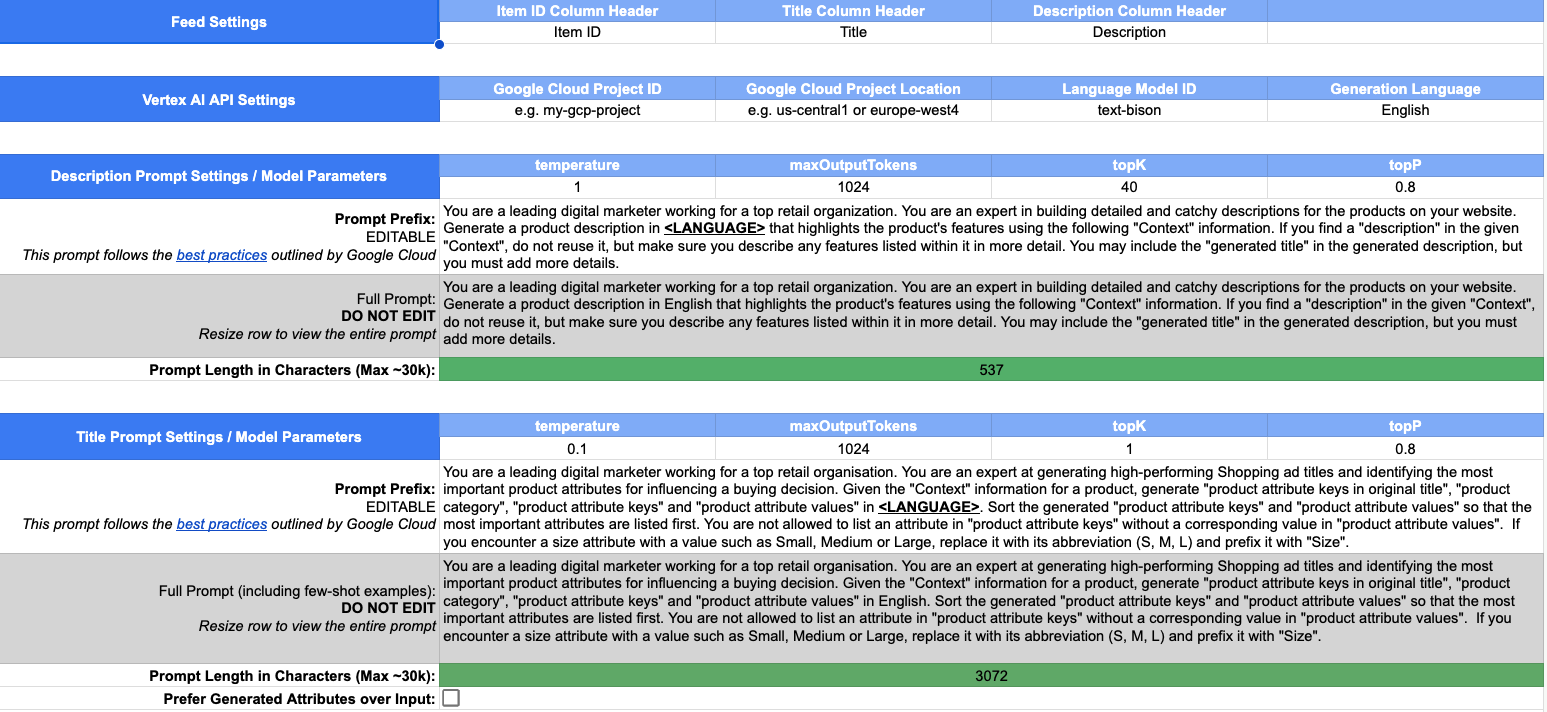 Feed Settings
Item ID Column Header
Title Column Header
Description Column Header
Item ID
Title
Description
Vertex AI API Settings
Google Cloud Project ID
Google Cloud Project Location
Language Model ID
Generation Language
e.g. my-gcp-project
e.g. us-central1 or europe-west4
text-bison
English
Description Prompt Settings / Model Parameters
temperature
maxOutputTokens
topK
topP
1
1024
40
0.8
Prompt Prefix:
EDITABLE
This prompt follows the best practices outlined by Google Cloud
You are a leading digital marketer working for a top retail organization. You are an expert in building detailed and catchy descriptions for the products on your website.
Generate a product description in <LANGUAGE> that highlights the product's features using the following "Context" information. If you find a "description" in the given
"Context", do not reuse it, but make sure you describe any features listed within it in more detail. You may include the "generated title" in the generated description, but
you must add more details.
Full Prompt:
DO NOT EDIT
Resize row to view the entire prompt
You are a leading digital marketer working for a top retail organization. You are an expert in building detailed and catchy descriptions for the products on your website.
Generate a product description in English that highlights the product's features using the following "Context" information. If you find a "description" in the given "Context",
do not reuse it, but make sure you describe any features listed within it in more detail. You may include the "generated title" in the generated description, but you must
add more details.
Prompt Length in Characters (Max ~30k):
537
Title Prompt Settings / Model Parameters
temperature
maxOutputTokens
topK
topP
0.1
1024
1
0.8
Prompt Prefix:
EDITABLE
This prompt follows the best practices outlined by Google Cloud
You are a leading digital marketer working for a top retail organisation. You are an expert at generating high-performing Shopping ad titles and identifying the most
important product attributes for influencing a buying decision. Given the "Context" information for a product, generate "product attribute keys in original title", "product
category", "product attribute keys" and "product attribute values" in <LANGUAGE>. Sort the generated "product attribute keys" and "product attribute values" so that the
most important attributes are listed first. You are not allowed to list an attribute in "product attribute keys" without a corresponding value in "product attribute values".  If
you encounter a size attribute with a value such as Small, Medium or Large, replace it with its abbreviation (S, M, L) and prefix it with "Size".
Full Prompt (including few-shot examples):
DO NOT EDIT
Resize row to view the entire prompt
You are a leading digital marketer working for a top retail organisation. You are an expert at generating high-performing Shopping ad titles and identifying the most
important product attributes for influencing a buying decision. Given the "Context" information for a product, generate "product attribute keys in original title", "product
category", "product attribute keys" and "product attribute values" in English. Sort the generated "product attribute keys" and "product attribute values" so that the most
important attributes are listed first. You are not allowed to list an attribute in "product attribute keys" without a corresponding value in "product attribute values".  If you
encounter a size attribute with a value such as Small, Medium or Large, replace it with its abbreviation (S, M, L) and prefix it with "Size".
Prompt Length in Characters (Max ~30k):
3072
Prefer Generated Attributes over Input: